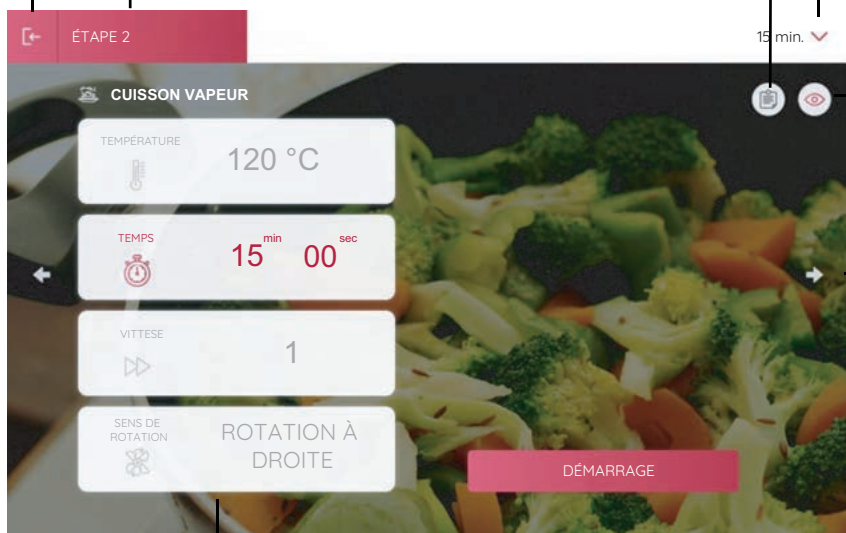 ÉTAPE 2
15 min.
CUISSON VAPEUR
TEMPÉRATURE
120 °C
TEMPS
15 min 00 sec
VITTESE
1
SENS DE
ROTATION
ROTATION À
DROITE
DÉMARRAGE